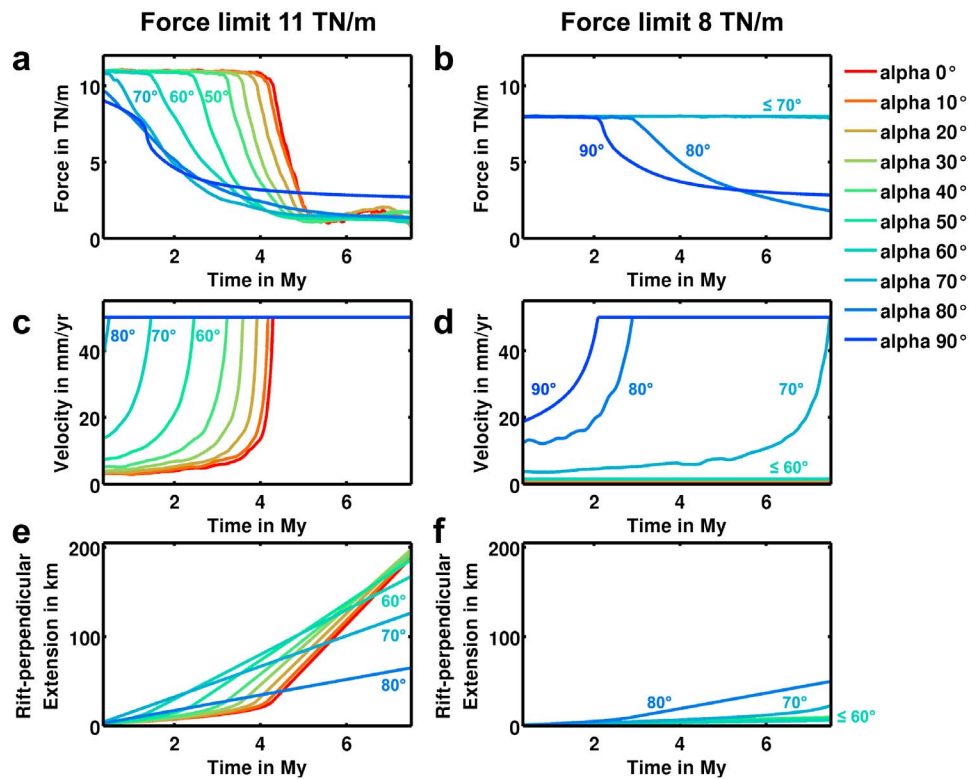 Force limit 11 TN/m
Force limit 8 TN/m
a
Force in TN/m
10
5
0
70°
60°
50°
2
4
6
Time in My
b
Force in TN/m
10
5
0
≤ 70°
90°
80°
2
4
6
Time in My
alpha 0°
alpha 10°
alpha 20°
alpha 30°
alpha 40°
alpha 50°
alpha 60°
alpha 70°
alpha 80°
alpha 90°
c
Velocity in mm/yr
40
20
0
80°
70°
60°
2
4
6
Time in My
d
Velocity in mm/yr
40
20
0
90°
80°
70°
≤ 60°
2
4
6
Time in My
e
Rift-perpendicular
Extension in km
200
100
0
60°
70°
80°
2
4
6
Time in My
f
Rift-perpendicular
Extension in km
200
100
0
80°
70°
≤ 60°
2
4
6
Time in My